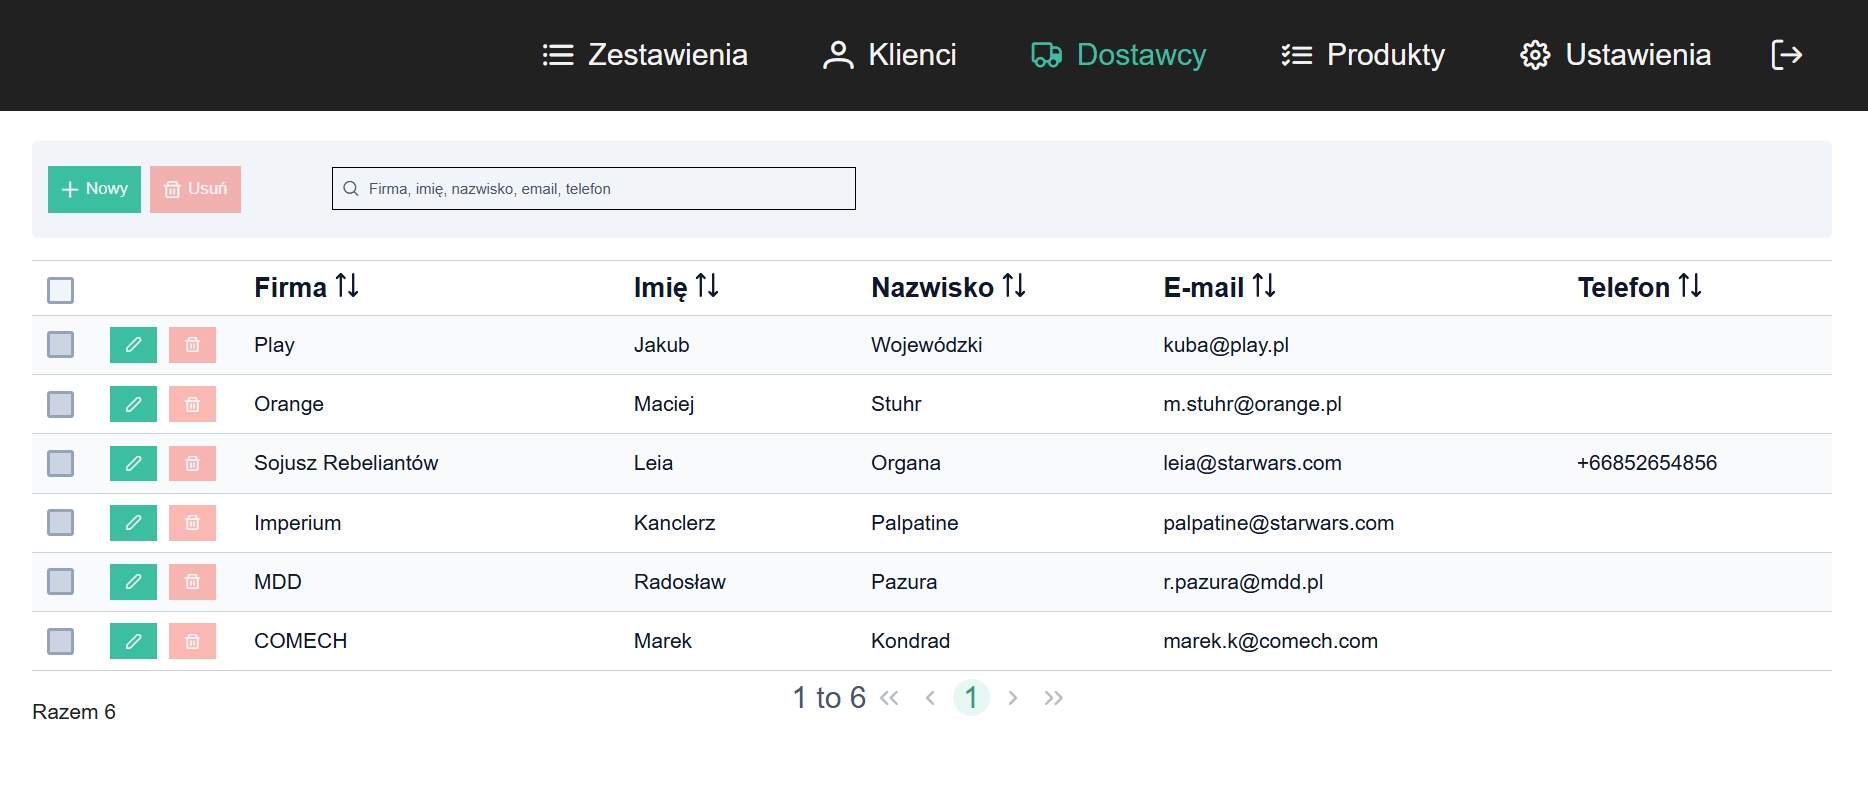 Zestawienia Klienci Dostawcy Produkty Ustawienia
Nowy Usuń Firma, imię, nazwisko, email, telefon
Firma Imię Nazwisko E-mail Telefon
Play Jakub Wojewódzki kuba@play.pl
Orange Maciej Stuhr m.stuhr@orange.pl
Sojusz Rebeliantów Leia Organa leia@starwars.com +66852654856
Imperium Kanclerz Palpatine palpatine@starwars.com
MDD Radosław Pazura r.pazura@mdd.pl
COMECH Marek Kondrad marek.k@comech.com
1 to 6 « ‹ 1 › »
Razem 6